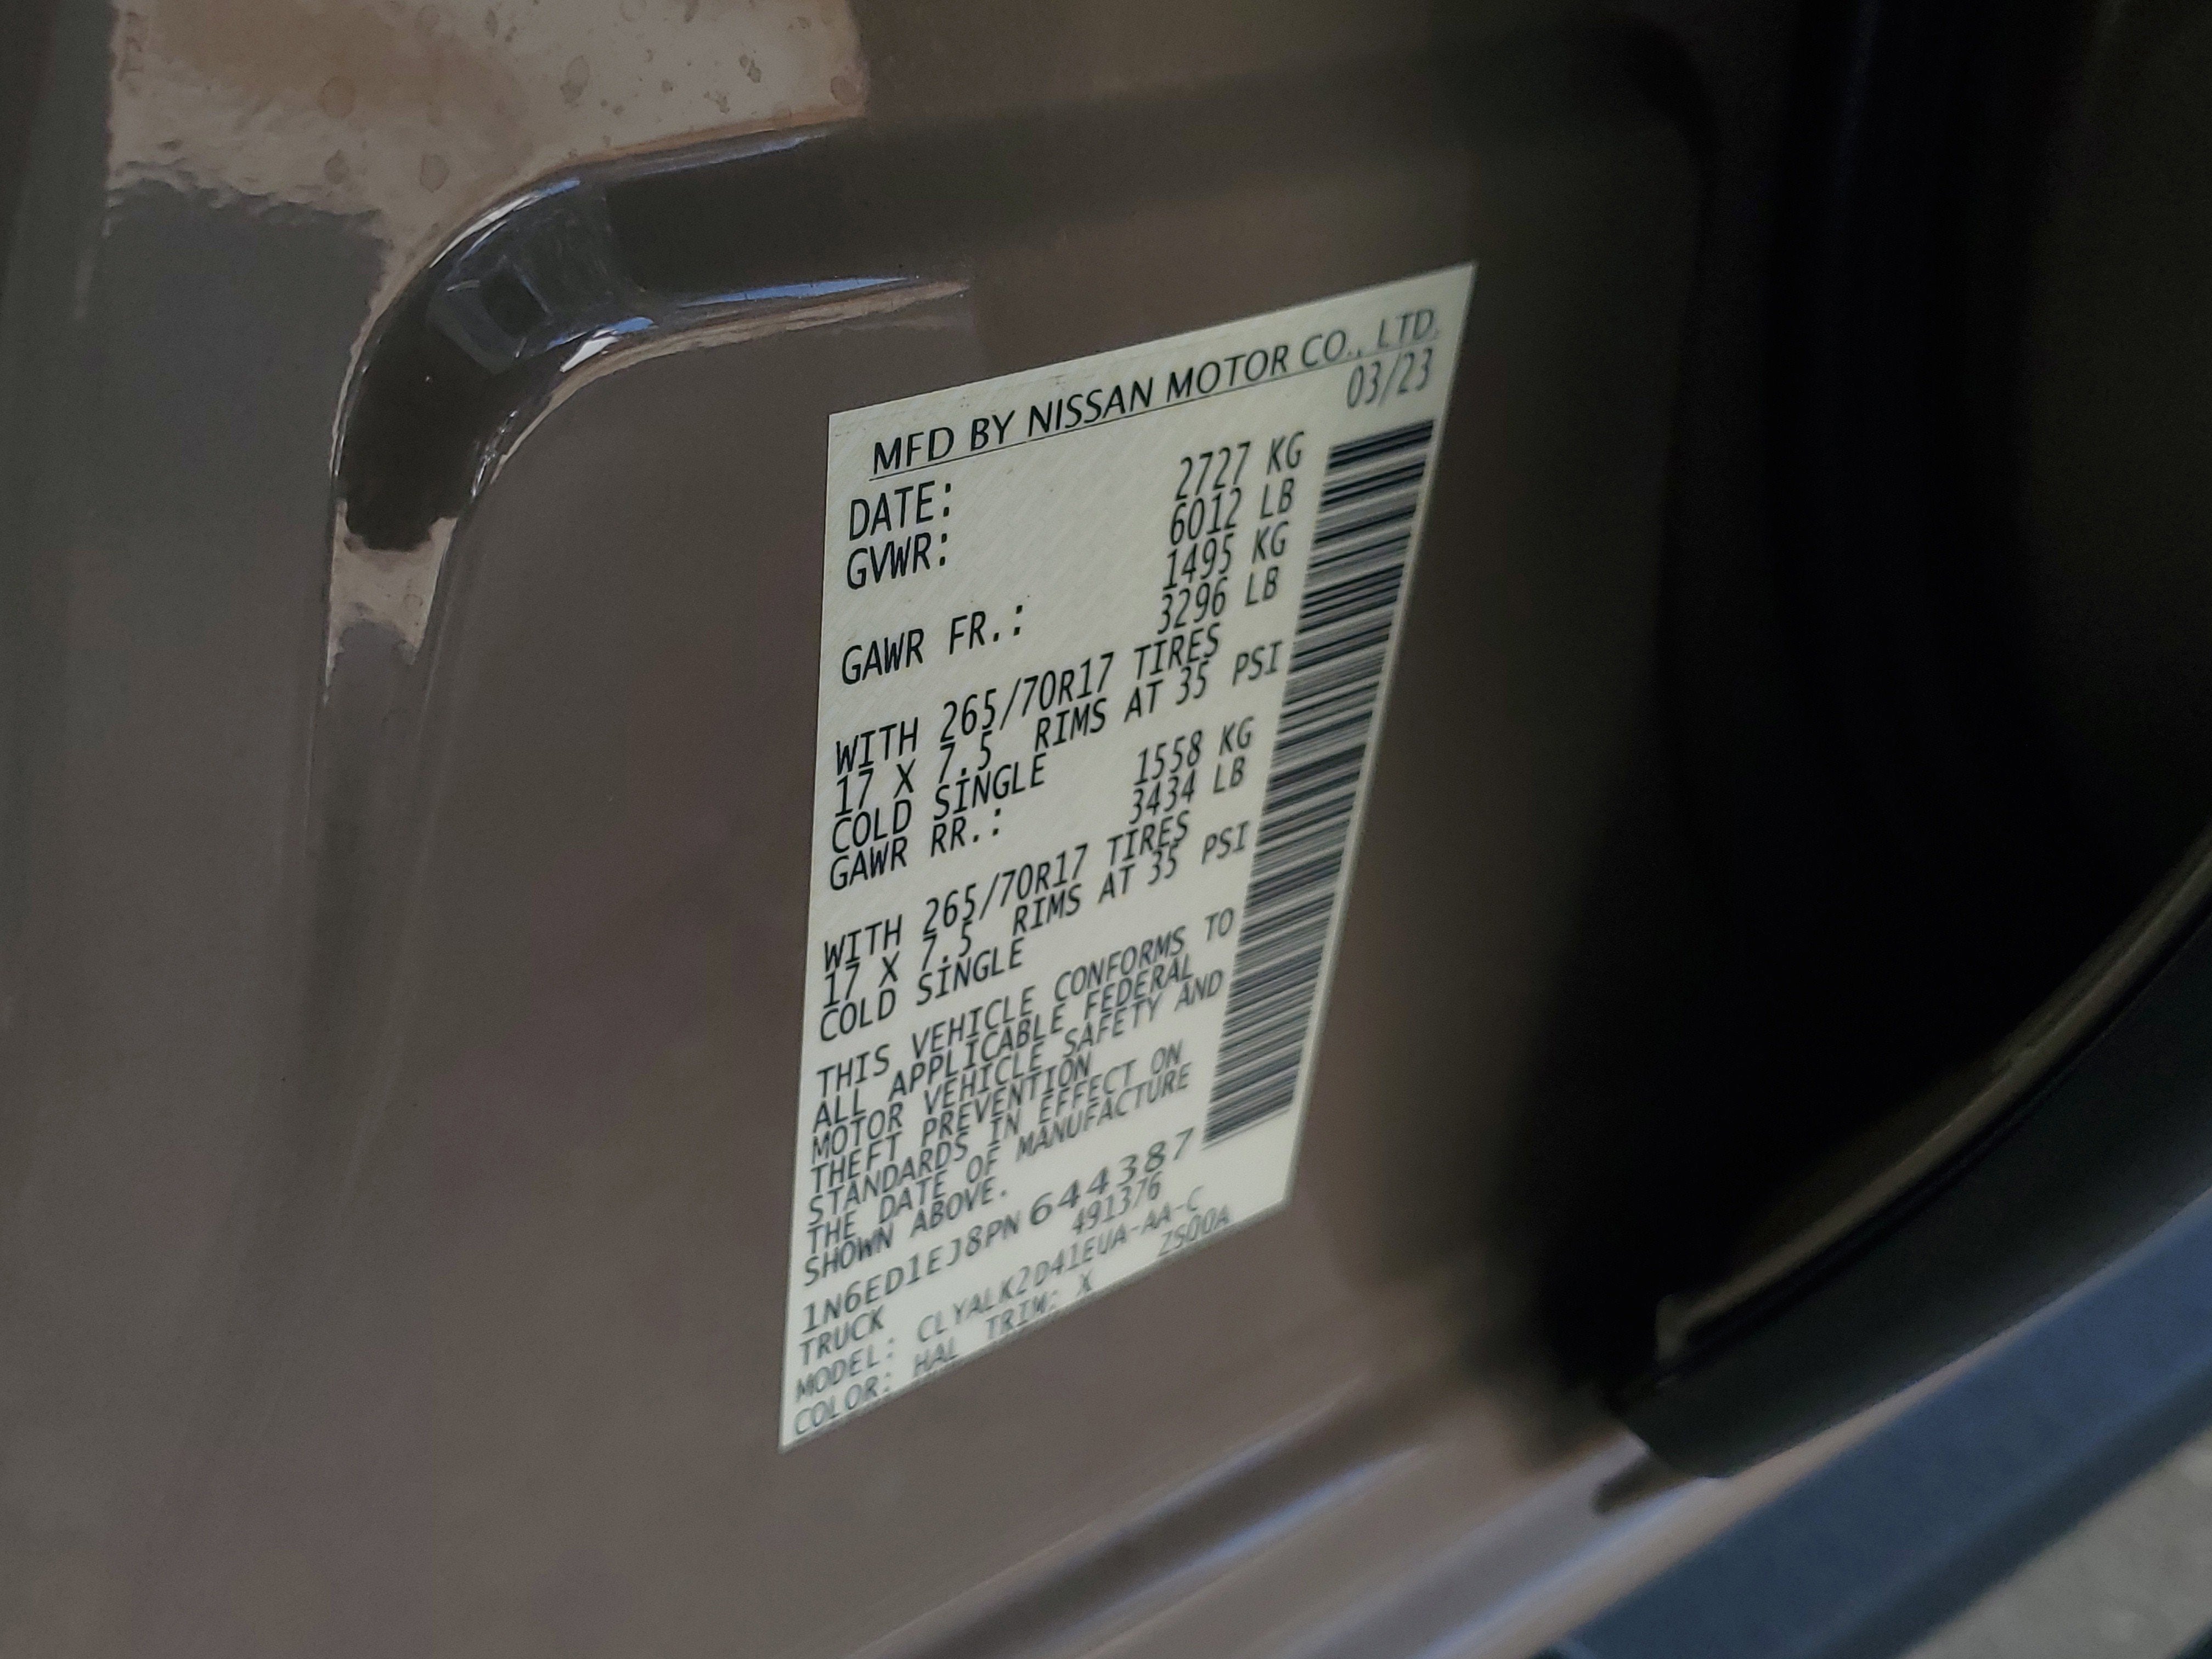 MFD BY NISSAN MOTOR CO., LTD.
DATE: 03/23
GVWR: 2727 KG
6012 LB
GAWR FR.: 1495 KG
3296 LB
WITH 265/70R17 TIRES
17 X 7.5 RIMS AT 35 PSI
COLD SINGLE
GAWR RR.: 1558 KG
3434 LB
WITH 265/70R17 TIRES
17 X 7.5 RIMS AT 35 PSI
COLD SINGLE
THIS VEHICLE CONFORMS TO
ALL APPLICABLE FEDERAL
MOTOR VEHICLE SAFETY AND
THEFT PREVENTION
STANDARDS IN EFFECT ON
THE DATE OF MANUFACTURE
SHOWN ABOVE.
1N6ED1EJ8PN644387
TRUCK 491376
MODEL: CLYALK2D41EUA-AA-C
COLOR: HAL TRIM: X ZS00A